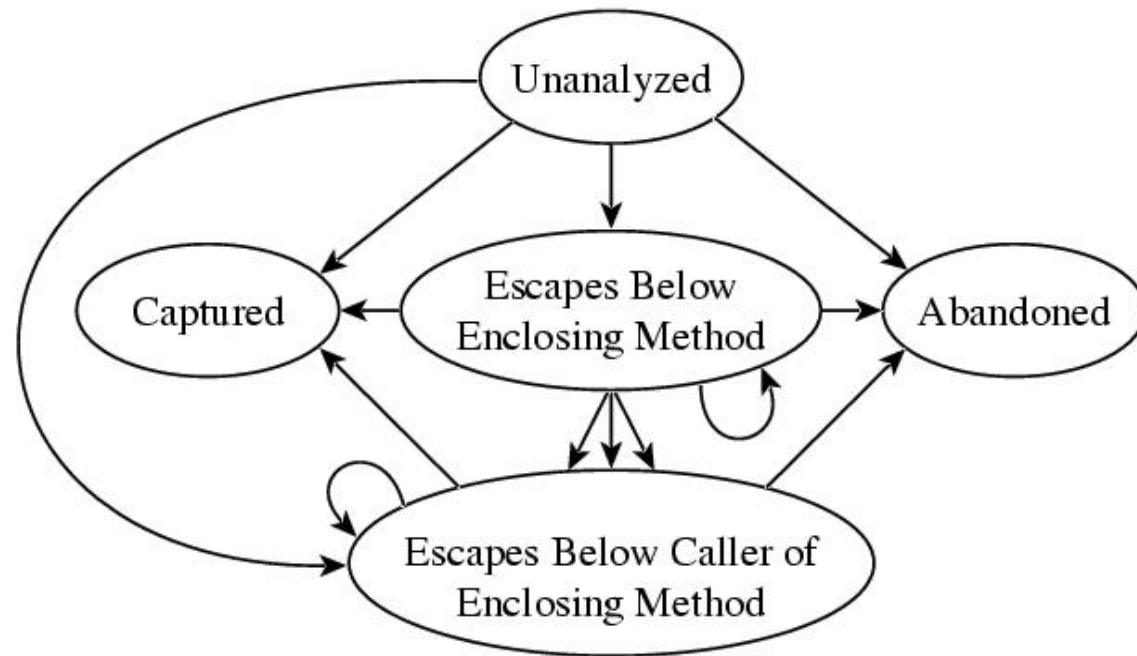 Unanalyzed
Captured
Escapes Below
Enclosing Method
Abandoned
Escapes Below Caller of
Enclosing Method